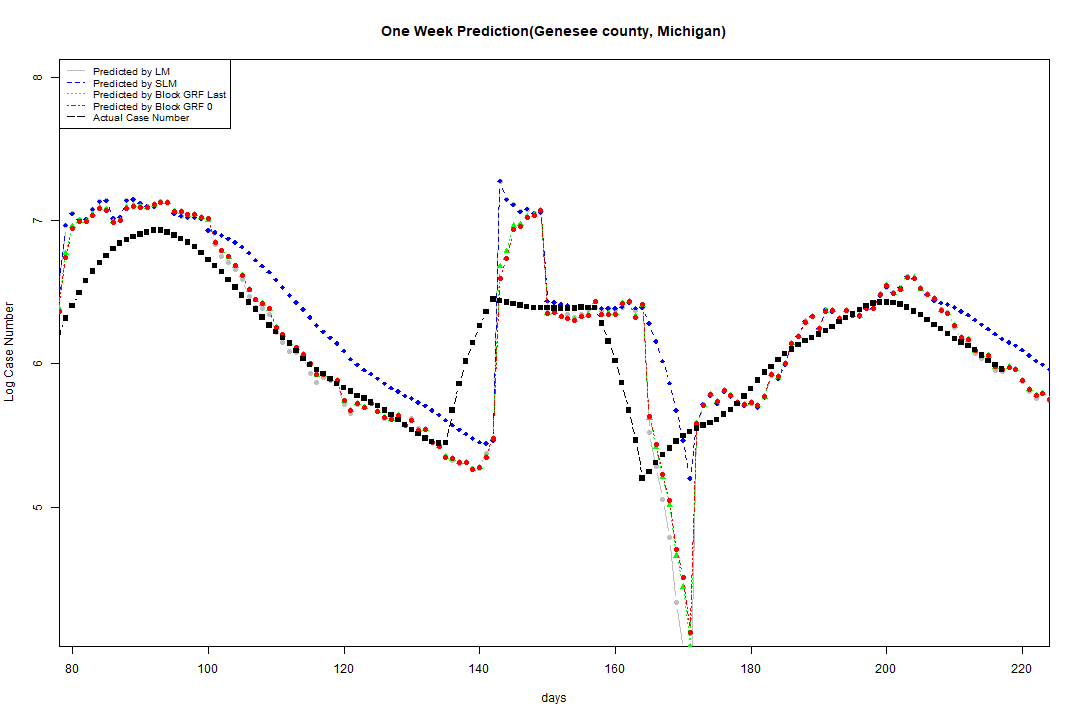 One Week Prediction(Genesee county, Michigan)
Predicted by LM
Predicted by SLM
Predicted by Block GRF Last
Predicted by Block GRF 0
Actual Case Number
8
7
6
5
Log Case Number
80 100 120 140 160 180 200 220
days